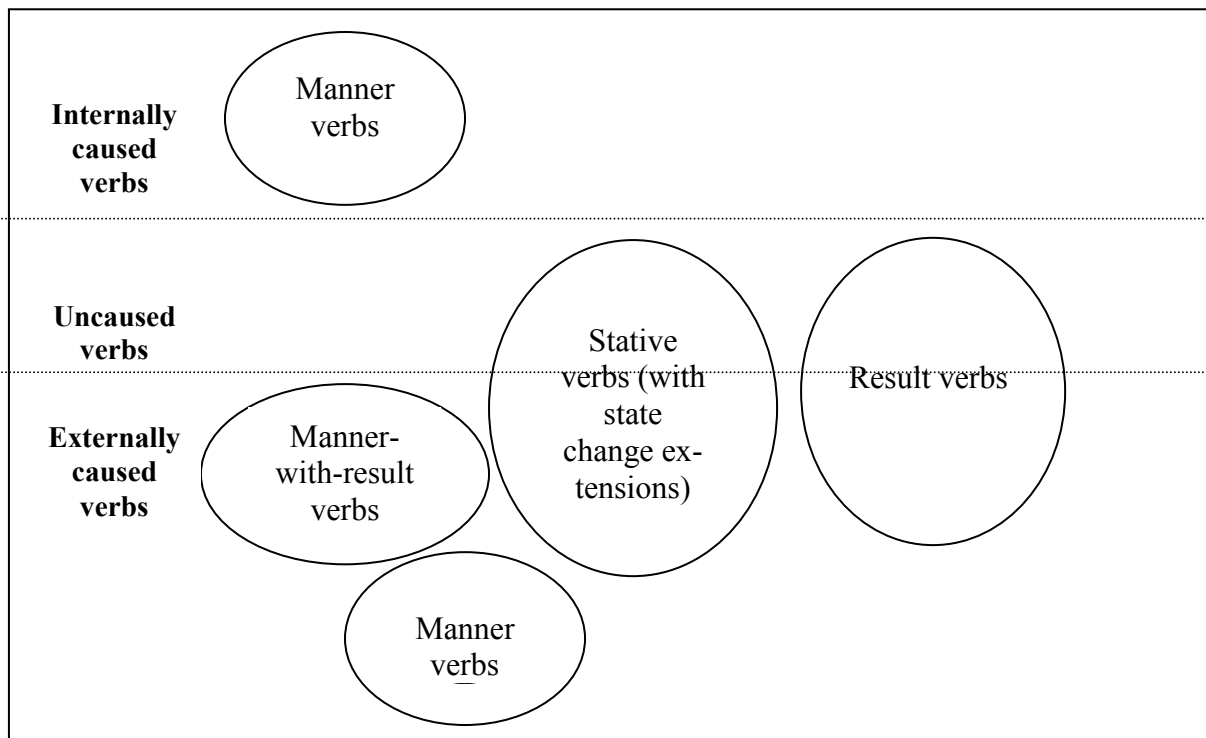 Manner
verbs
Internally
caused
verbs
Uncaused
verbs
Stative
verbs (with
state
change ex-
tensions)
Result verbs
Externally
caused
verbs
Manner-
with-result
verbs
Manner
verbs